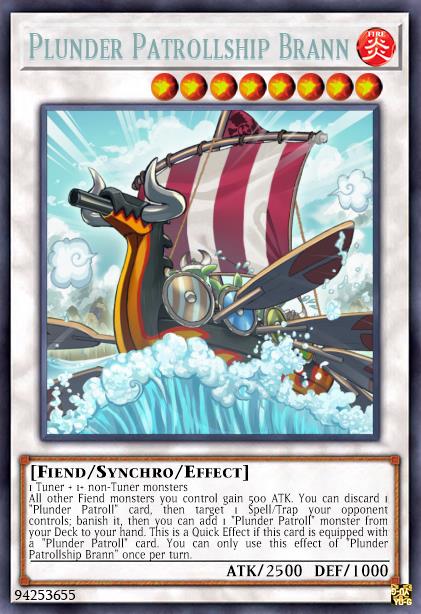 PLUNDER PATROLLSHIP BRANN
FIRE
炎
[FIEND/SYNCHRO/EFFECT]
1 Tuner + 1+ non-Tuner monsters
All other Fiend monsters you control gain 500 ATK. You can discard 1
"Plunder Patroll" card, then target 1 Spell/Trap your opponent
controls; banish it, then you can add 1 "Plunder Patroll" monster from
your Deck to your hand. This is a Quick Effect if this card is equipped
with a "Plunder Patroll" card. You can only use this effect of "Plunder
Patrollship Brann" once per turn.
ATK/2500 DEF/1000
94253655